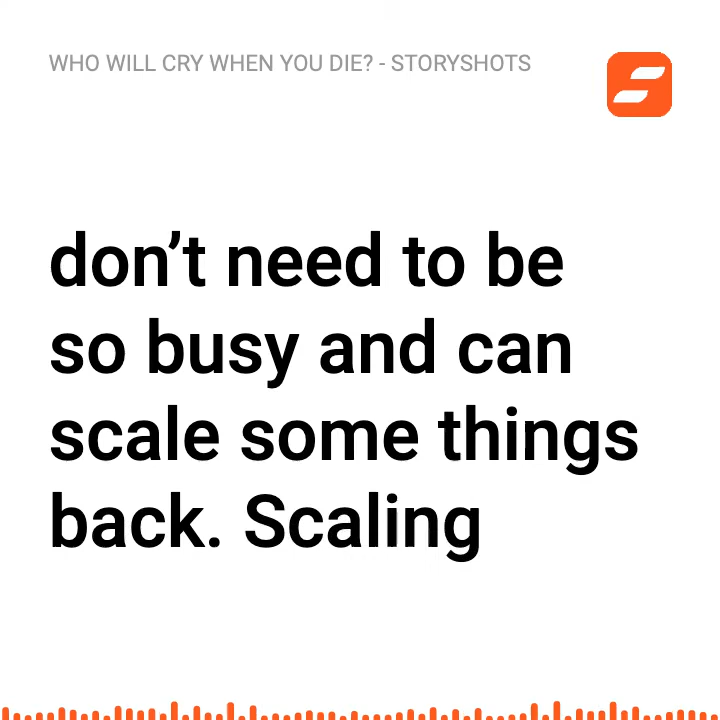 WHO WILL CRY WHEN YOU DIE? - STORYSHOTS
don’t need to be
so busy and can
scale some things
back. Scaling